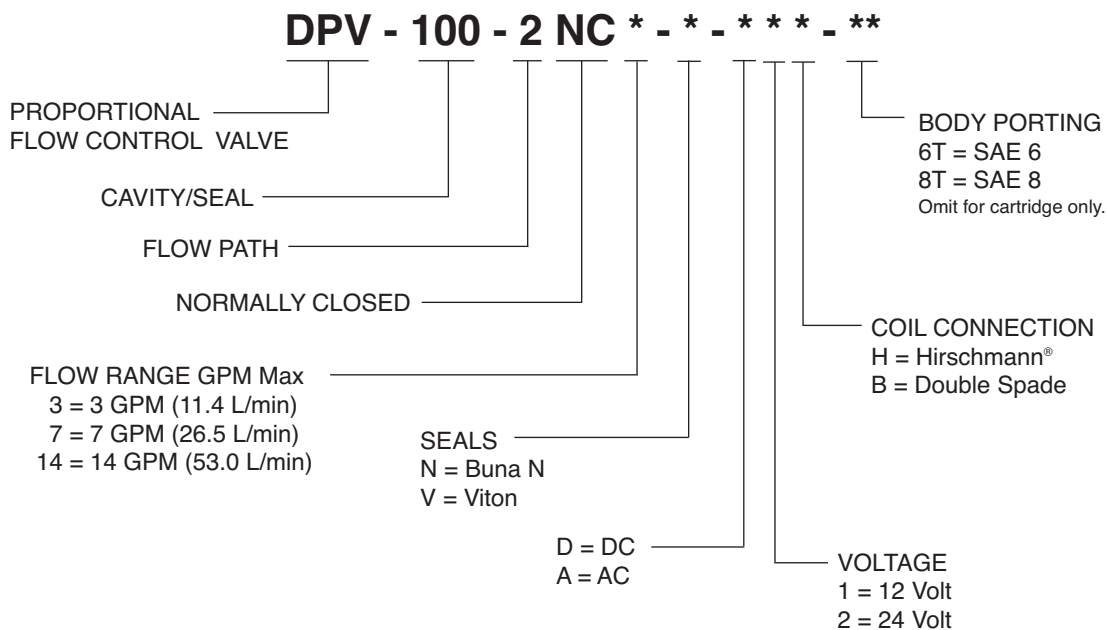 DPV - 100 - 2 NC * - * - * * * - **
PROPORTIONAL
FLOW CONTROL VALVE
CAVITY/SEAL
FLOW PATH
NORMALLY CLOSED
FLOW RANGE GPM Max
3 = 3 GPM (11.4 L/min)
7 = 7 GPM (26.5 L/min)
14 = 14 GPM (53.0 L/min)
SEALS
N = Buna N
V = Viton
D = DC
A = AC
VOLTAGE
1 = 12 Volt
2 = 24 Volt
COIL CONNECTION
H = Hirschmann®
B = Double Spade
BODY PORTING
6T = SAE 6
8T = SAE 8
Omit for cartridge only.